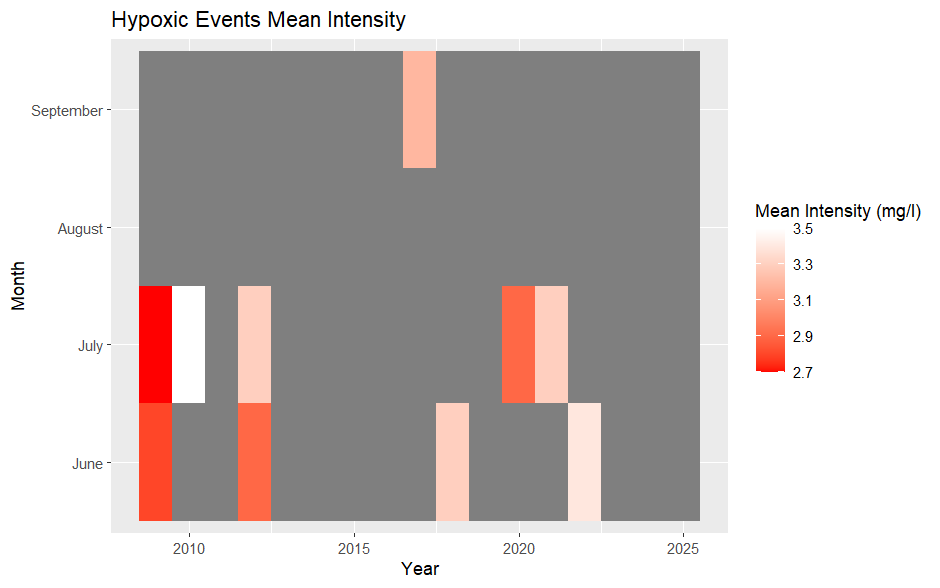 Hypoxic Events Mean Intensity
September
August
July
June
Month
2010
2015
2020
2025
Year
Mean Intensity (mg/l)
3.5
3.3
3.1
2.9
2.7